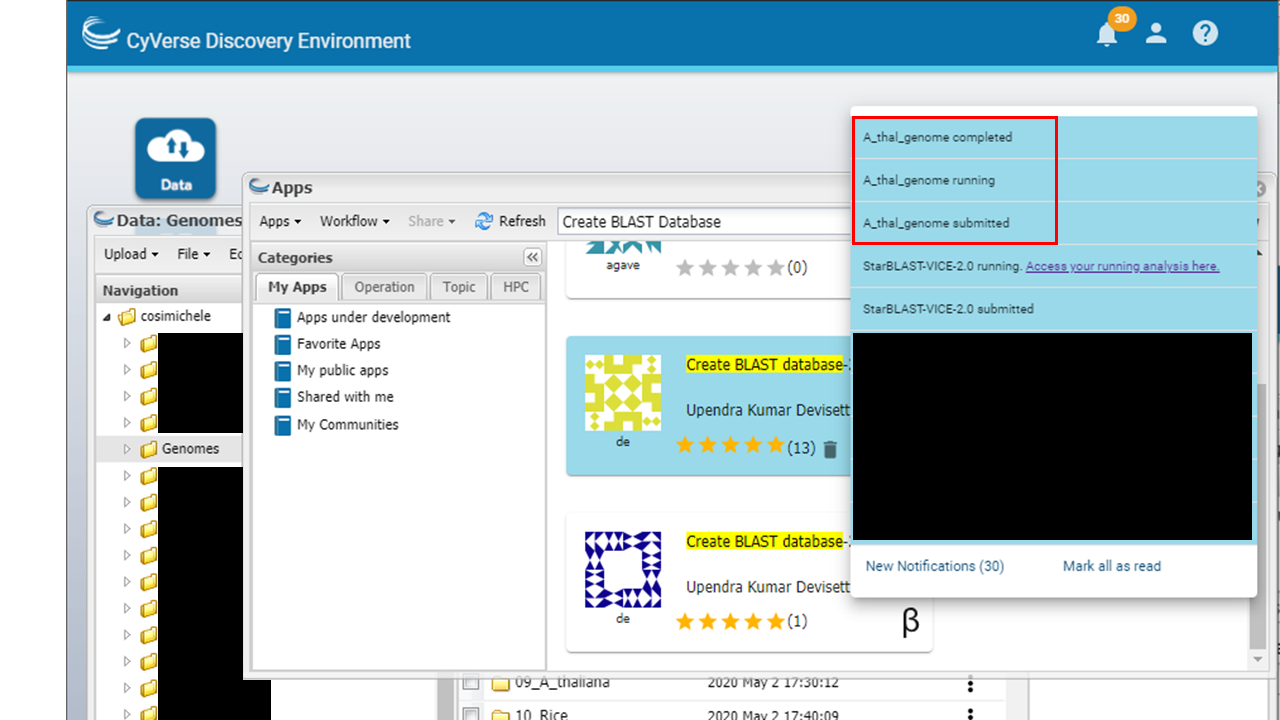 30
CyVerse Discovery Environment
Data
Data: Genomes
Upload
File
Navigation
cosimichele
Genomes
Apps
Apps
Workflow
Share
Refresh
Create BLAST Database
Categories
My Apps
Operation
Topic
HPC
Apps under development
Favorite Apps
My public apps
Shared with me
My Communities
agave
(0)
Create BLAST database-
Upendra Kumar Devisett
de
(13)
Create BLAST database-
Upendra Kumar Devisett
de
(1)
β
A_thal_genome completed
A_thal_genome running
A_thal_genome submitted
StarBLAST-VICE-2.0 running. Access your running analysis here.
StarBLAST-VICE-2.0 submitted
New Notifications (30)
Mark all as read
09_A_thaliana 2020 May 2 17:30:12
10_Rice 2020 May 2 17:40:09